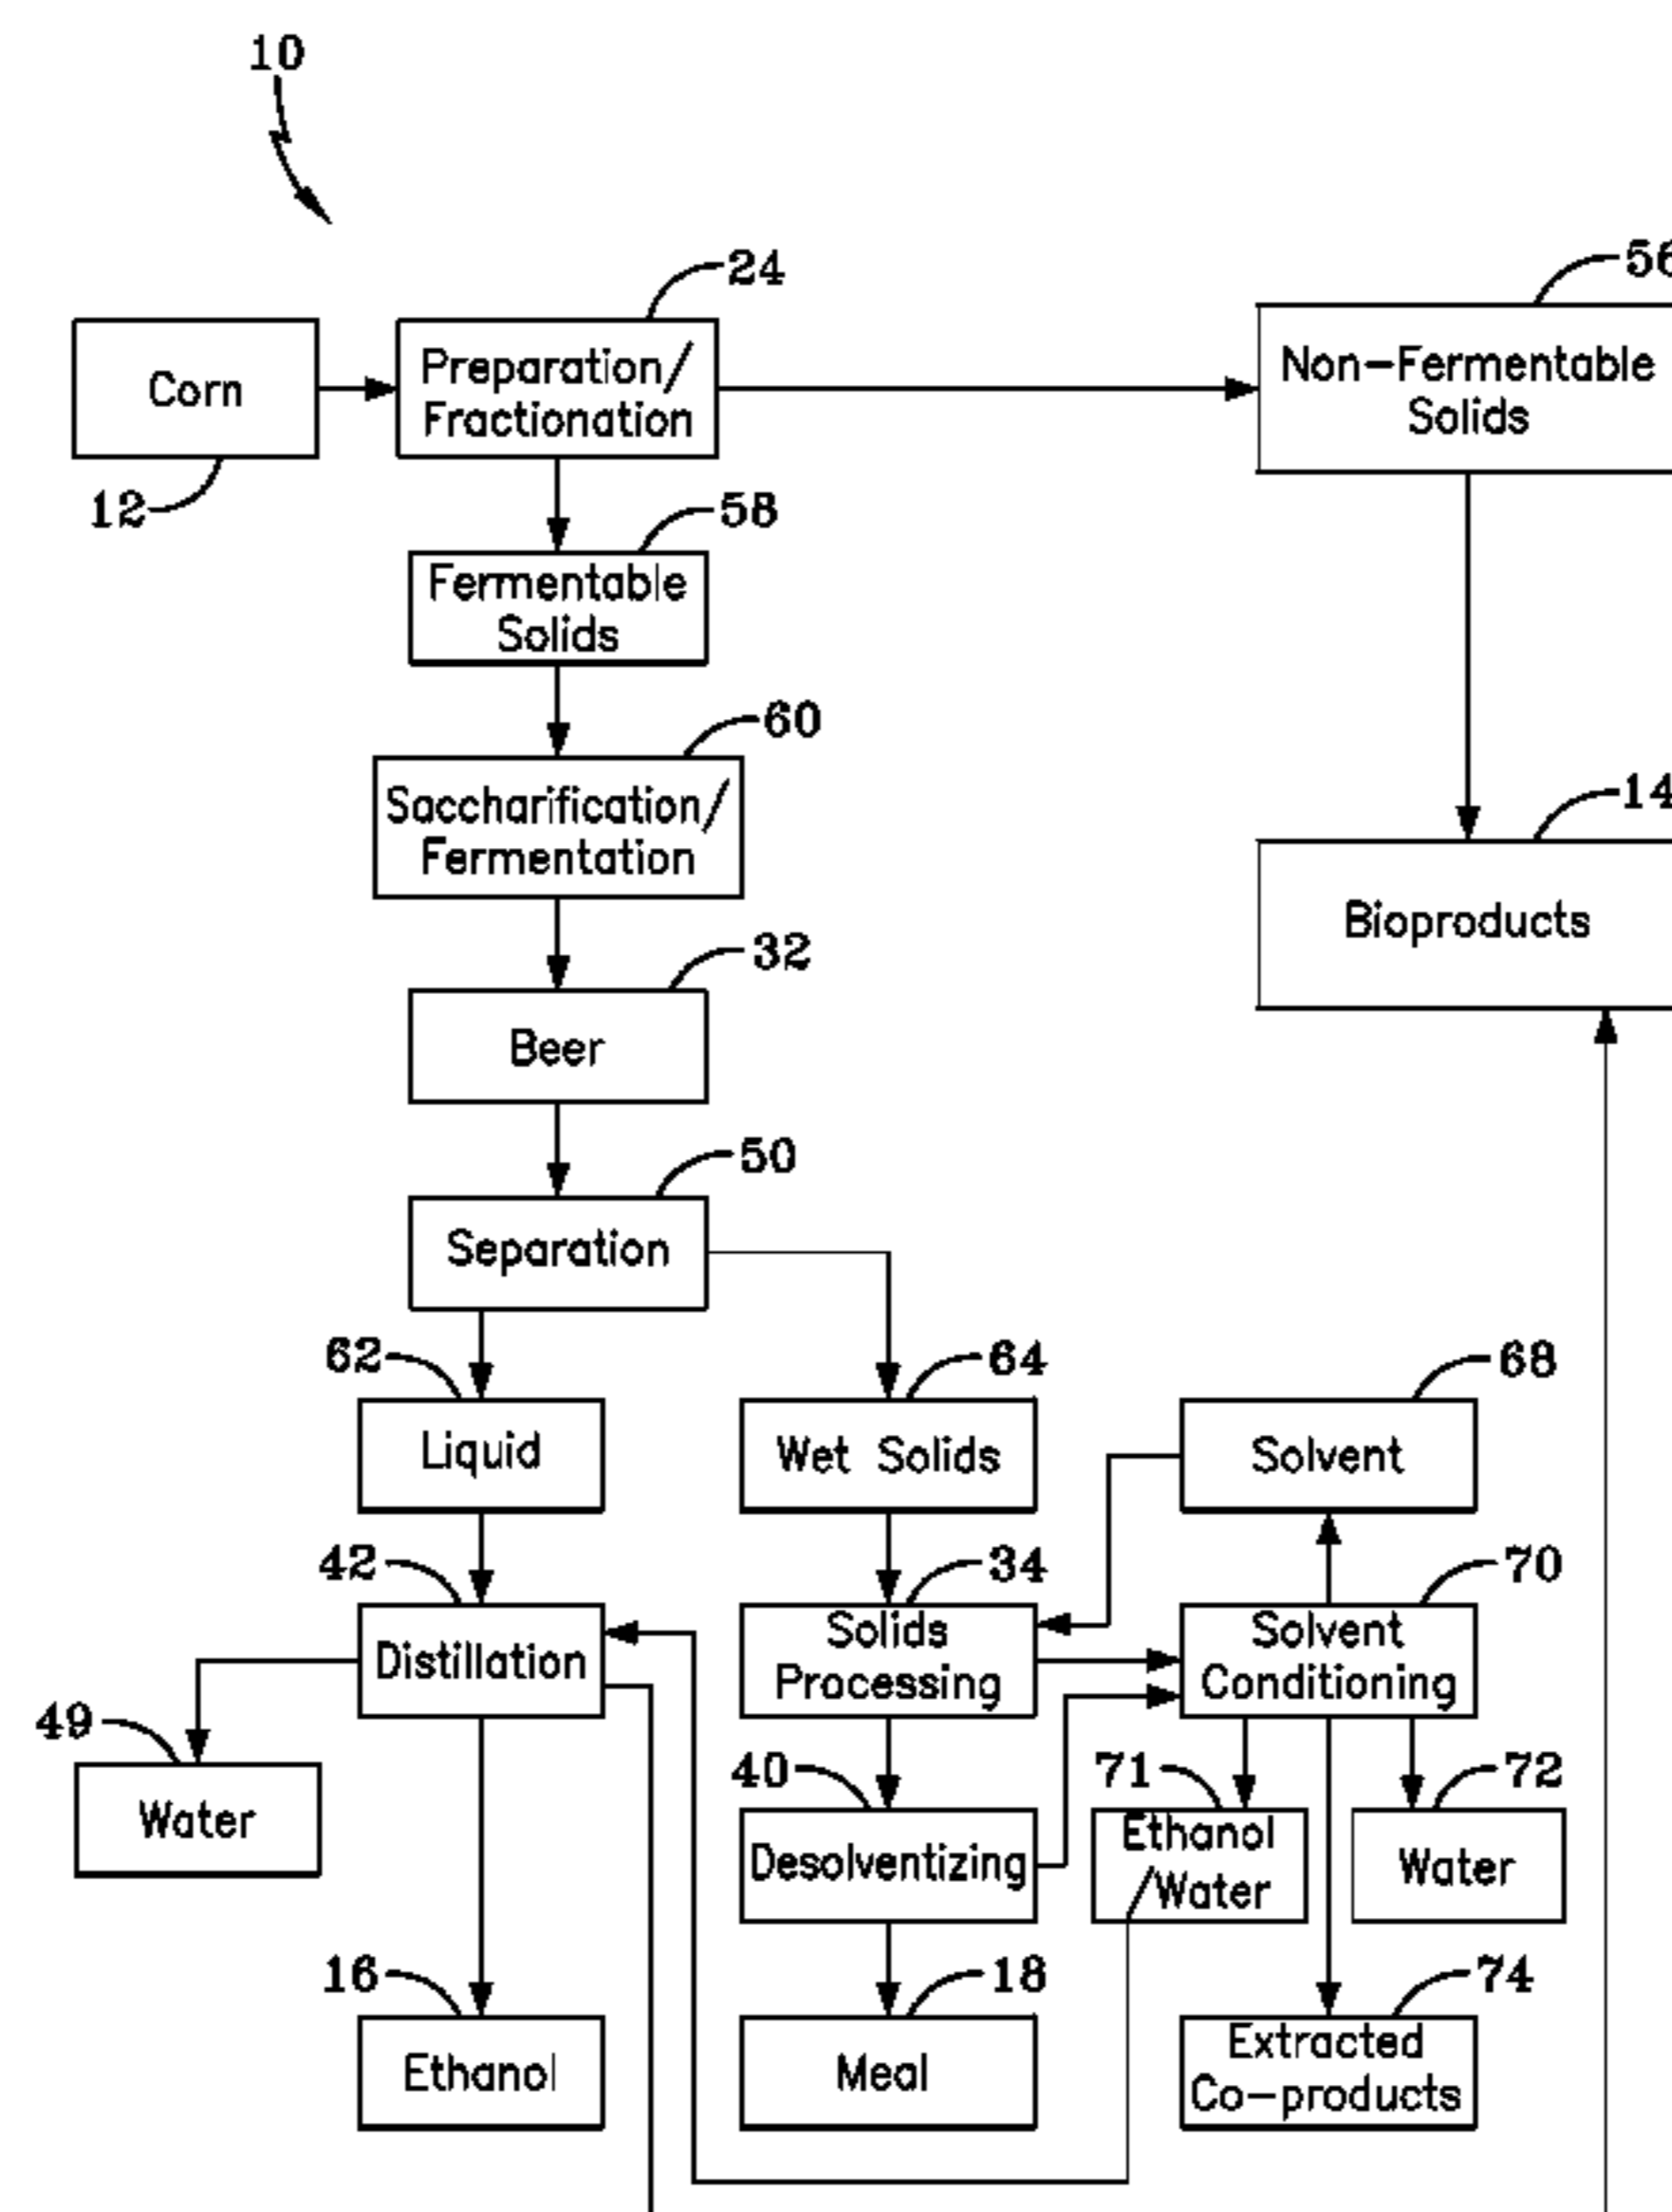 10
24
56
Corn
Preparation/
Fractionation
Non-Fermentable
Solids
12
58
Fermentable
Solids
60
14
Saccharification/
Fermentation
Bioproducts
32
Beer
50
Separation
62
64
68
Liquid
Wet Solids
Solvent
42
34
70
Distillation
Solids
Processing
Solvent
Conditioning
49
40
71
72
Water
Desolventizing
Ethanol
/Water
Water
16
18
74
Ethanol
Meal
Extracted
Co-products